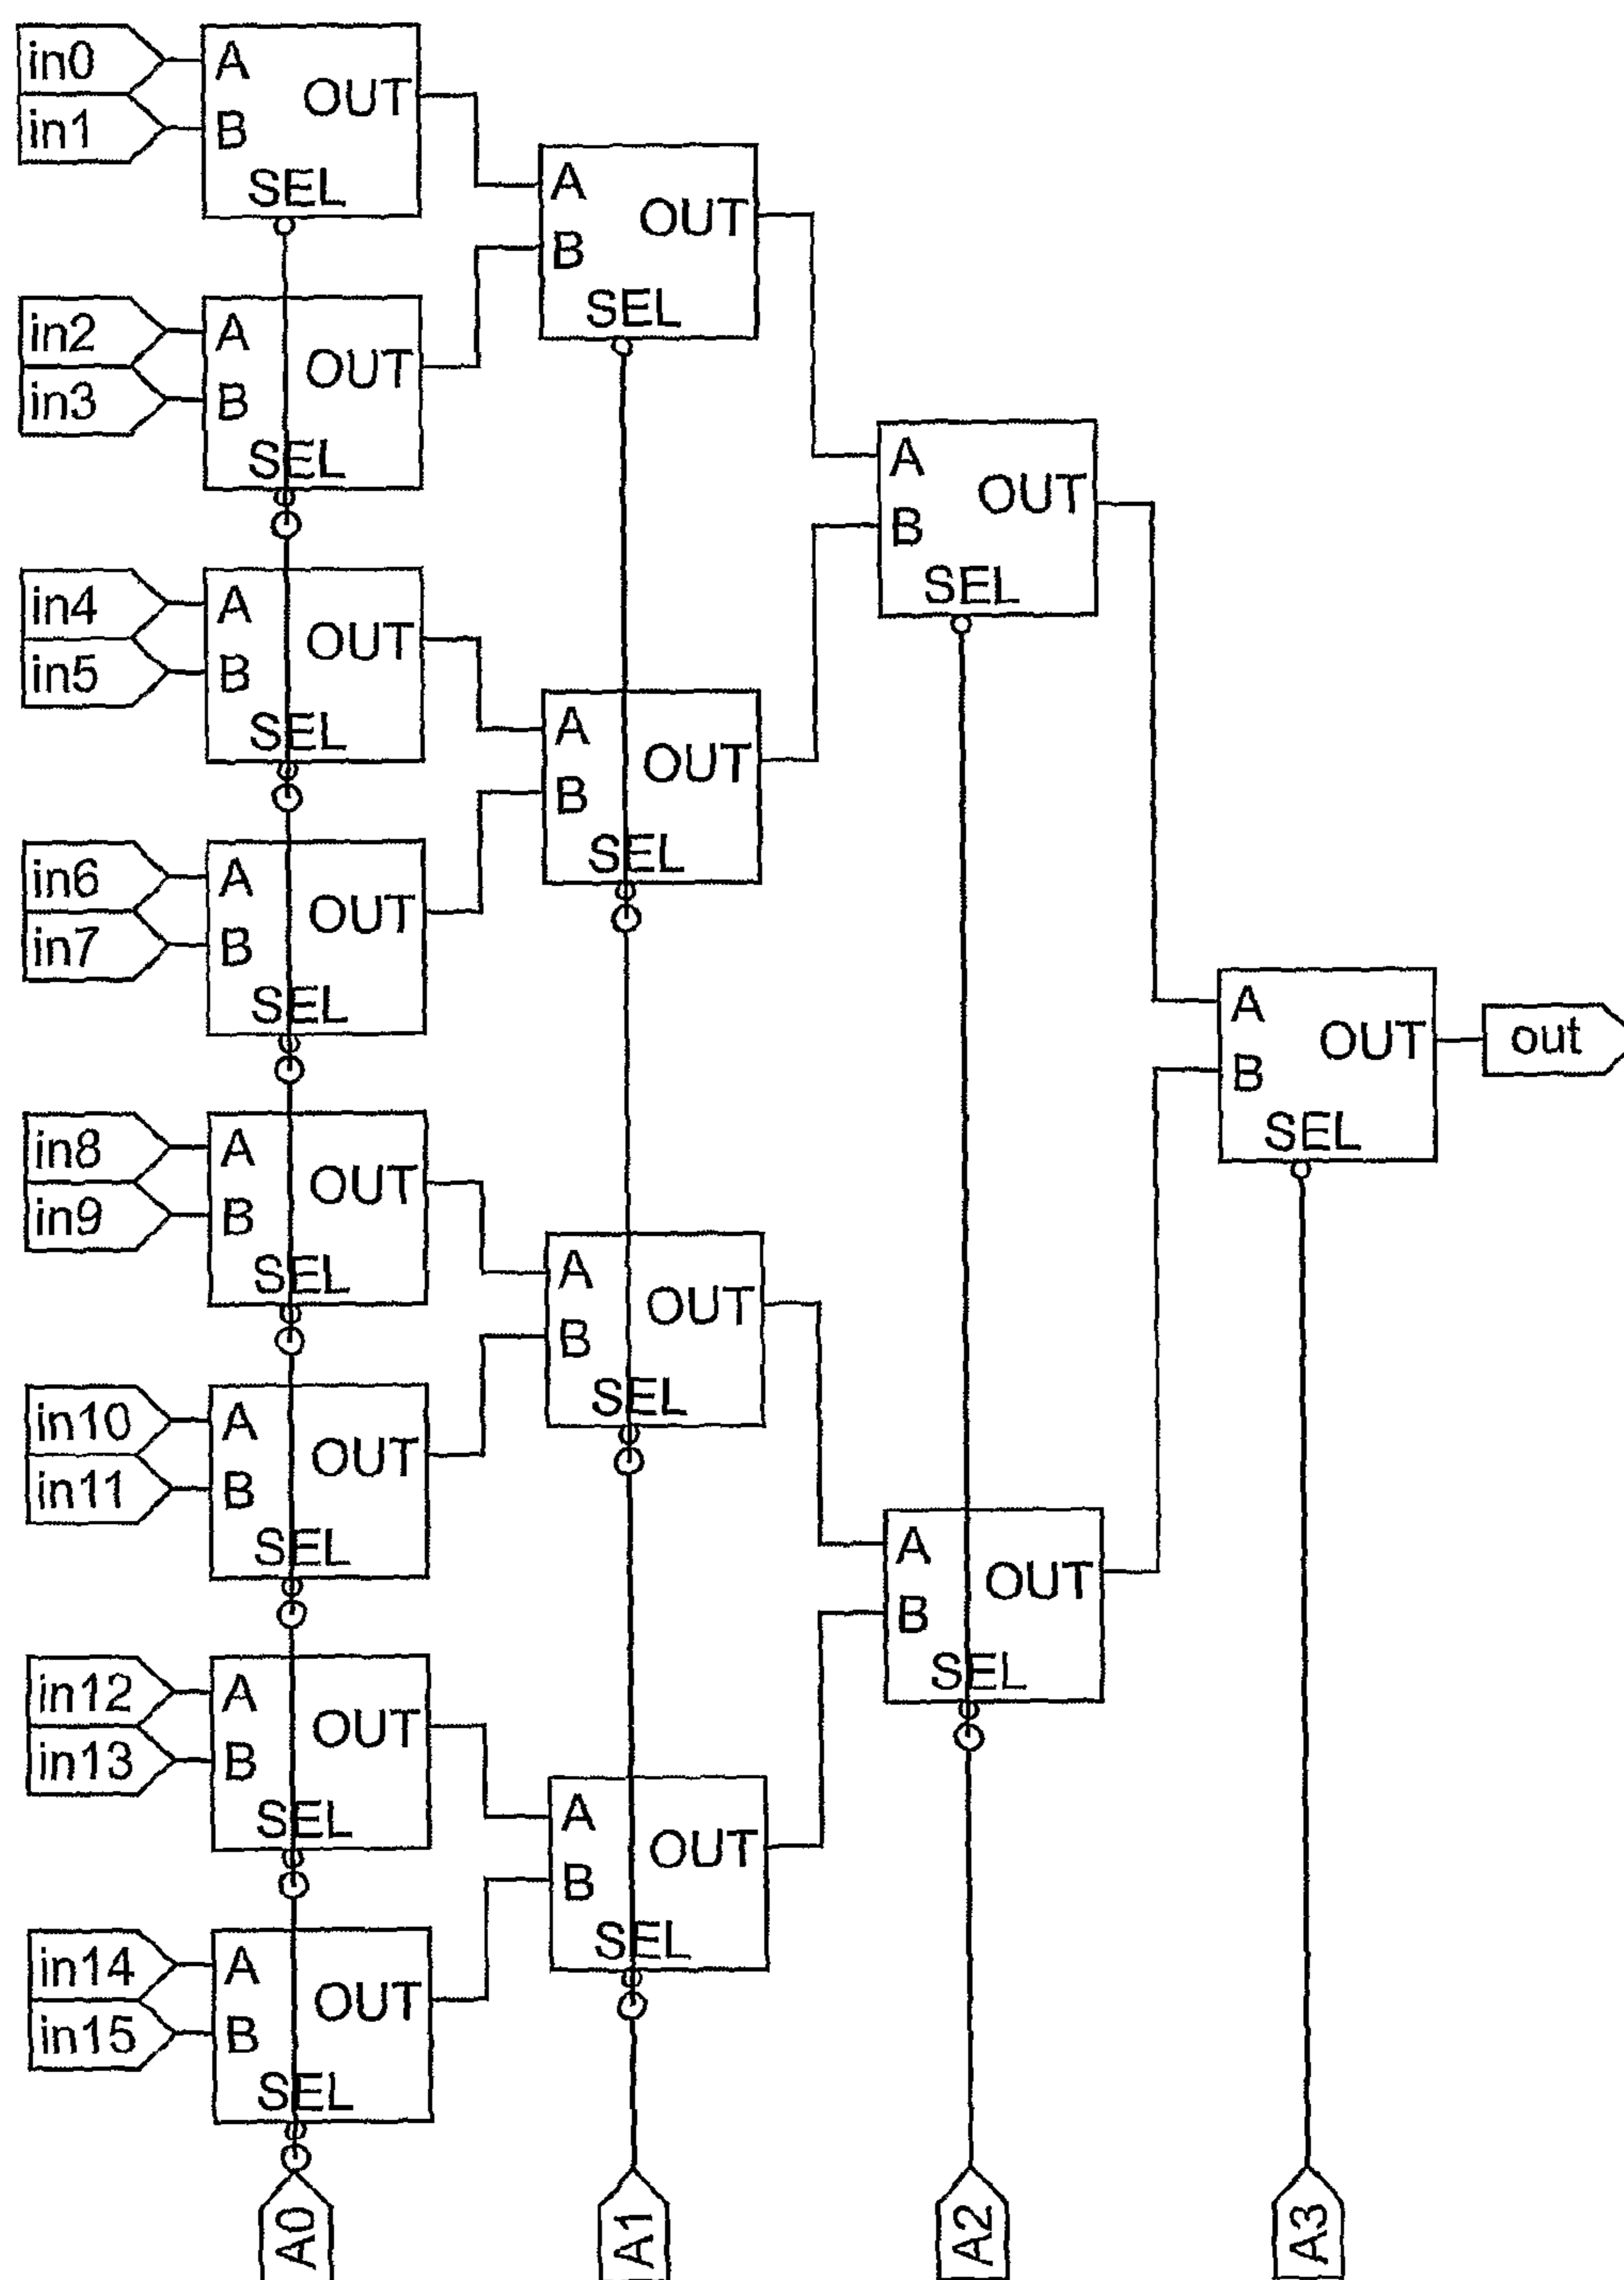 in0
in1
A
B
OUT
SEL
in2
in3
A
B
OUT
SEL
in4
in5
A
B
OUT
SEL
in6
in7
A
B
OUT
SEL
in8
in9
A
B
OUT
SEL
in10
in11
A
B
OUT
SEL
in12
in13
A
B
OUT
SEL
in14
in15
A
B
OUT
SEL
A
B
OUT
SEL
A
B
OUT
SEL
A
B
OUT
SEL
A
B
OUT
SEL
A
B
OUT
SEL
A
B
OUT
SEL
A
B
OUT
SEL
out
A0
A1
A2
A3